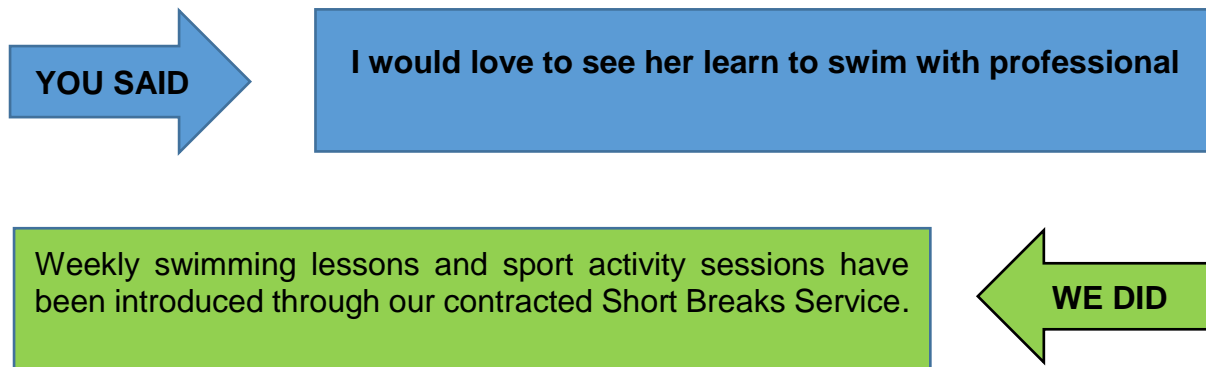 YOU SAID
I would love to see her learn to swim with professional
Weekly swimming lessons and sport activity sessions have
been introduced through our contracted Short Breaks Service.
WE DID